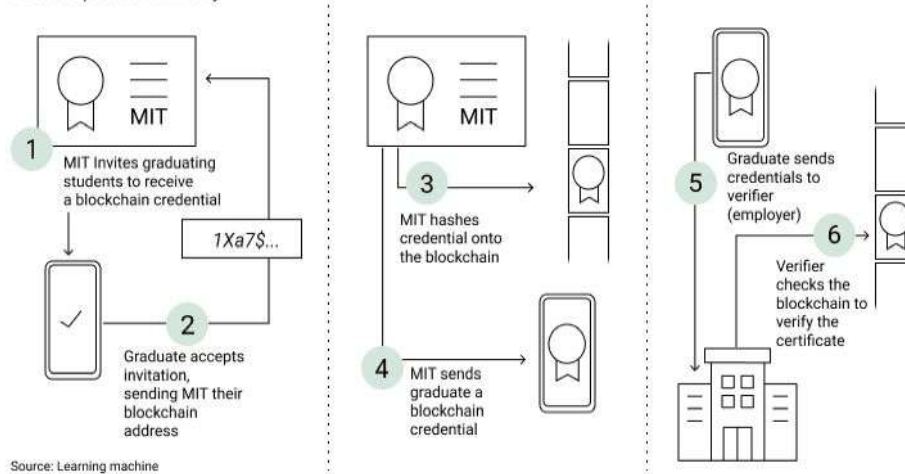 MIT
1
MIT Invites graduating
students to receive
a blockchain credential
1Xa7$...
2
Graduate accepts
invitation,
sending MIT their
blockchain
address
MIT
3
MIT hashes
credential onto
the blockchain
4
MIT sends
graduate a
blockchain
credential
5
Graduate sends
credentials to
verifier
(employer)
6
Verifier
checks the
blockchain to
verify the
certificate
Source: Learning machine